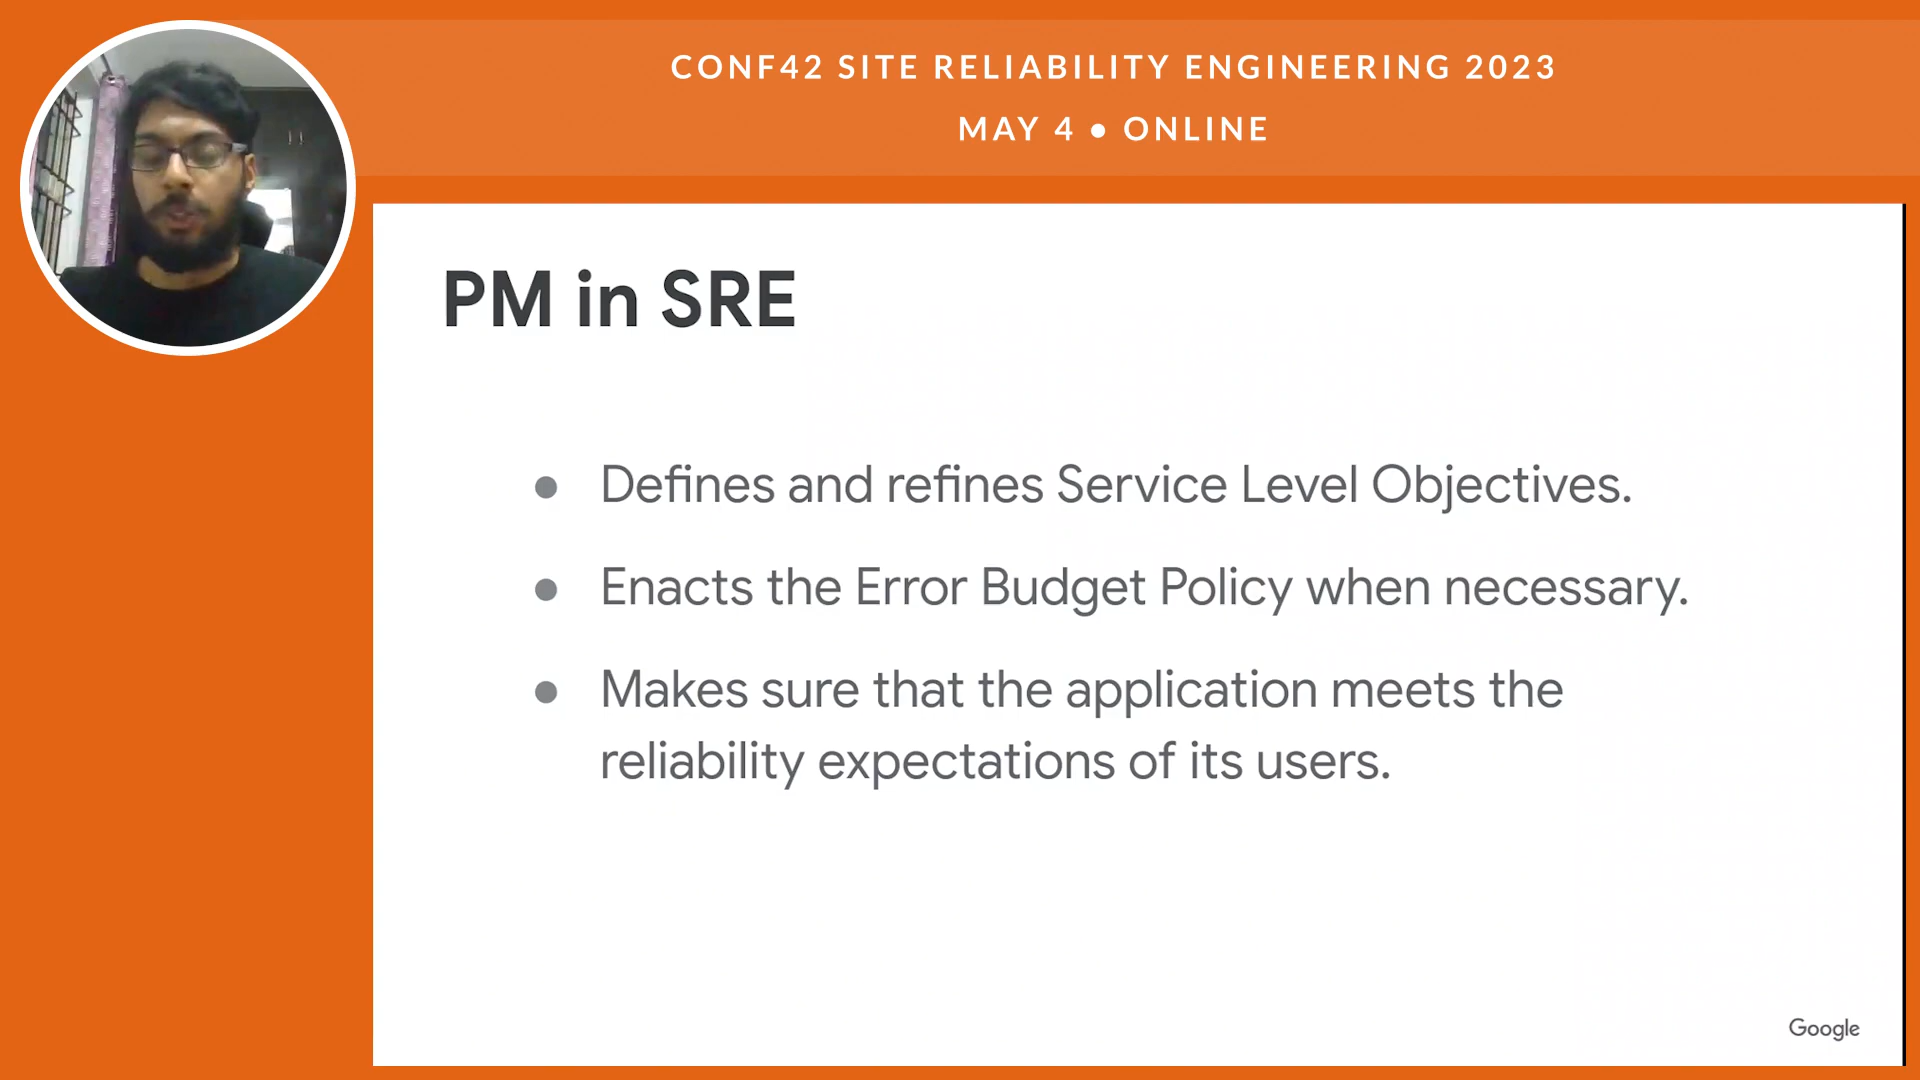 CONF42 SITE RELIABILITY ENGINEERING 2023
MAY 4 ● ONLINE
PM in SRE
● Defines and refines Service Level Objectives.
● Enacts the Error Budget Policy when necessary.
● Makes sure that the application meets the
reliability expectations of its users.
Google